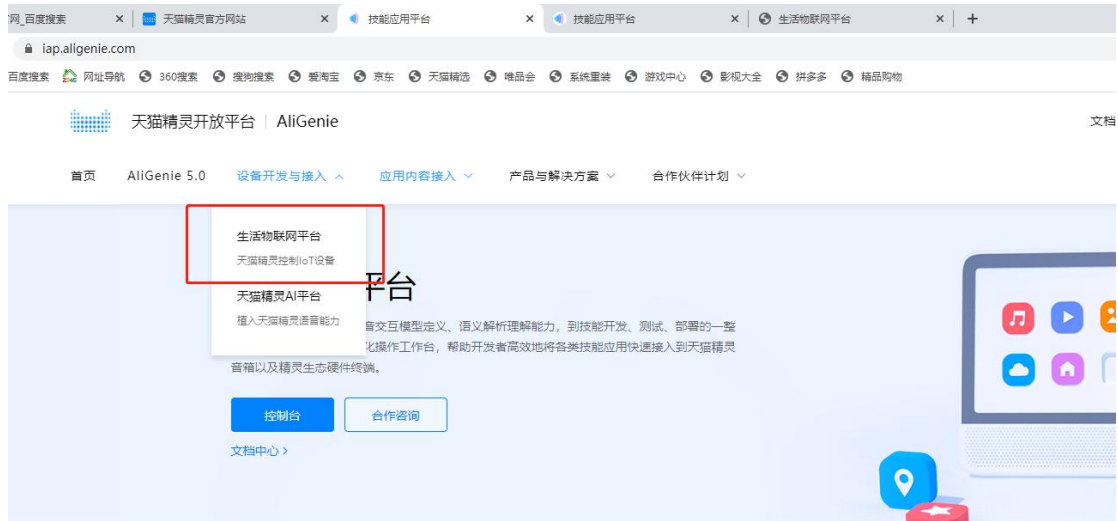 网_百度搜索 天猫精灵官方网站 技能应用平台 技能应用平台 生活物联网平台
iap.aligenie.com
百度搜索 网址导航 360搜索 搜狗搜索 爱淘宝 京东 天猫精选 唯品会 系统重装 游戏中心 影视大全 拼多多 精品购物
天猫精灵开放平台 | AliGenie 文档
首页 AliGenie 5.0 设备开发与接入 应用内容接入 产品与解决方案 合作伙伴计划
生活物联网平台
天猫精灵控制IoT设备
平台
天猫精灵AI平台
植入天猫精灵语音能力
音交互模型定义、语义解析理解能力，到技能开发、测试、部署的一整
化操作工作台，帮助开发者高效地将各类技能应用快速接入到天猫精灵
音箱以及精灵生态硬件终端。
控制台 合作咨询
文档中心 >